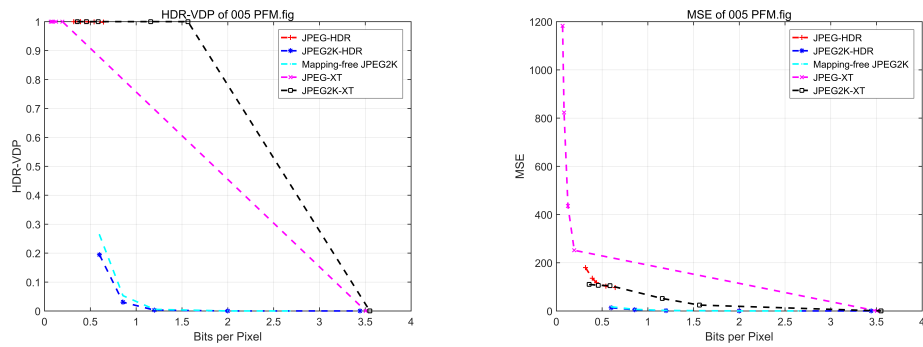 HDR-VDP of 005 PFM.fig
1
0.9
0.8
0.7
0.6
0.5
0.4
0.3
0.2
0.1
0
HDR-VDP
JPEG-HDR
JPEG2K-HDR
Mapping-free JPEG2K
JPEG-XT
JPEG2K-XT
0 0.5 1 1.5 2 2.5 3 3.5 4
Bits per Pixel
MSE of 005 PFM.fig
1200
1000
800
600
400
200
0
MSE
JPEG-HDR
JPEG2K-HDR
Mapping-free JPEG2K
JPEG-XT
JPEG2K-XT
0 0.5 1 1.5 2 2.5 3 3.5 4
Bits per Pixel